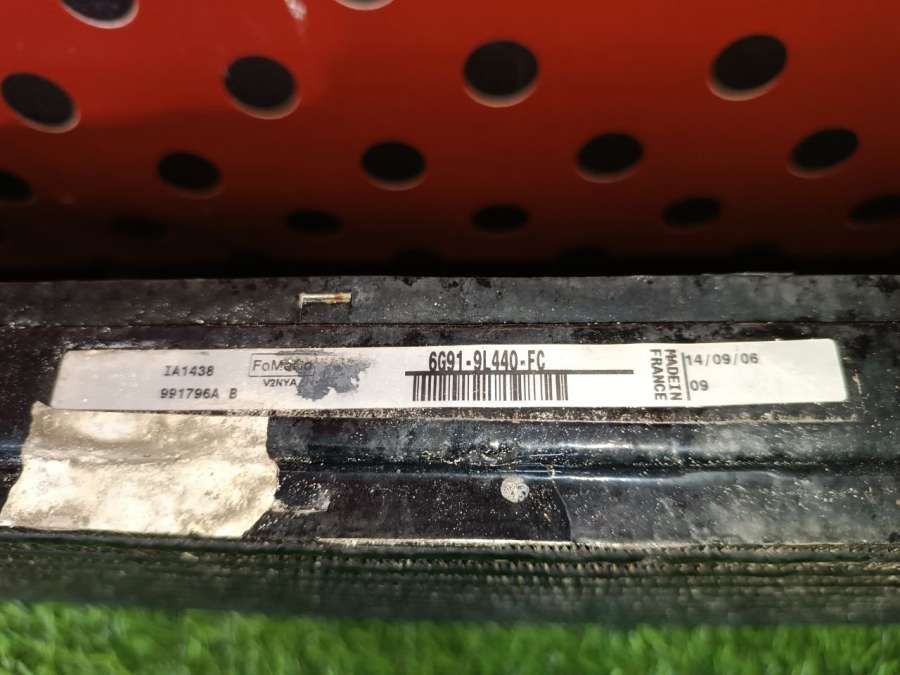 IA1438
991796A B
FoMoCo
V2NYA
6G91-9L440-FC
MADE IN
FRANCE
14/09/06
09